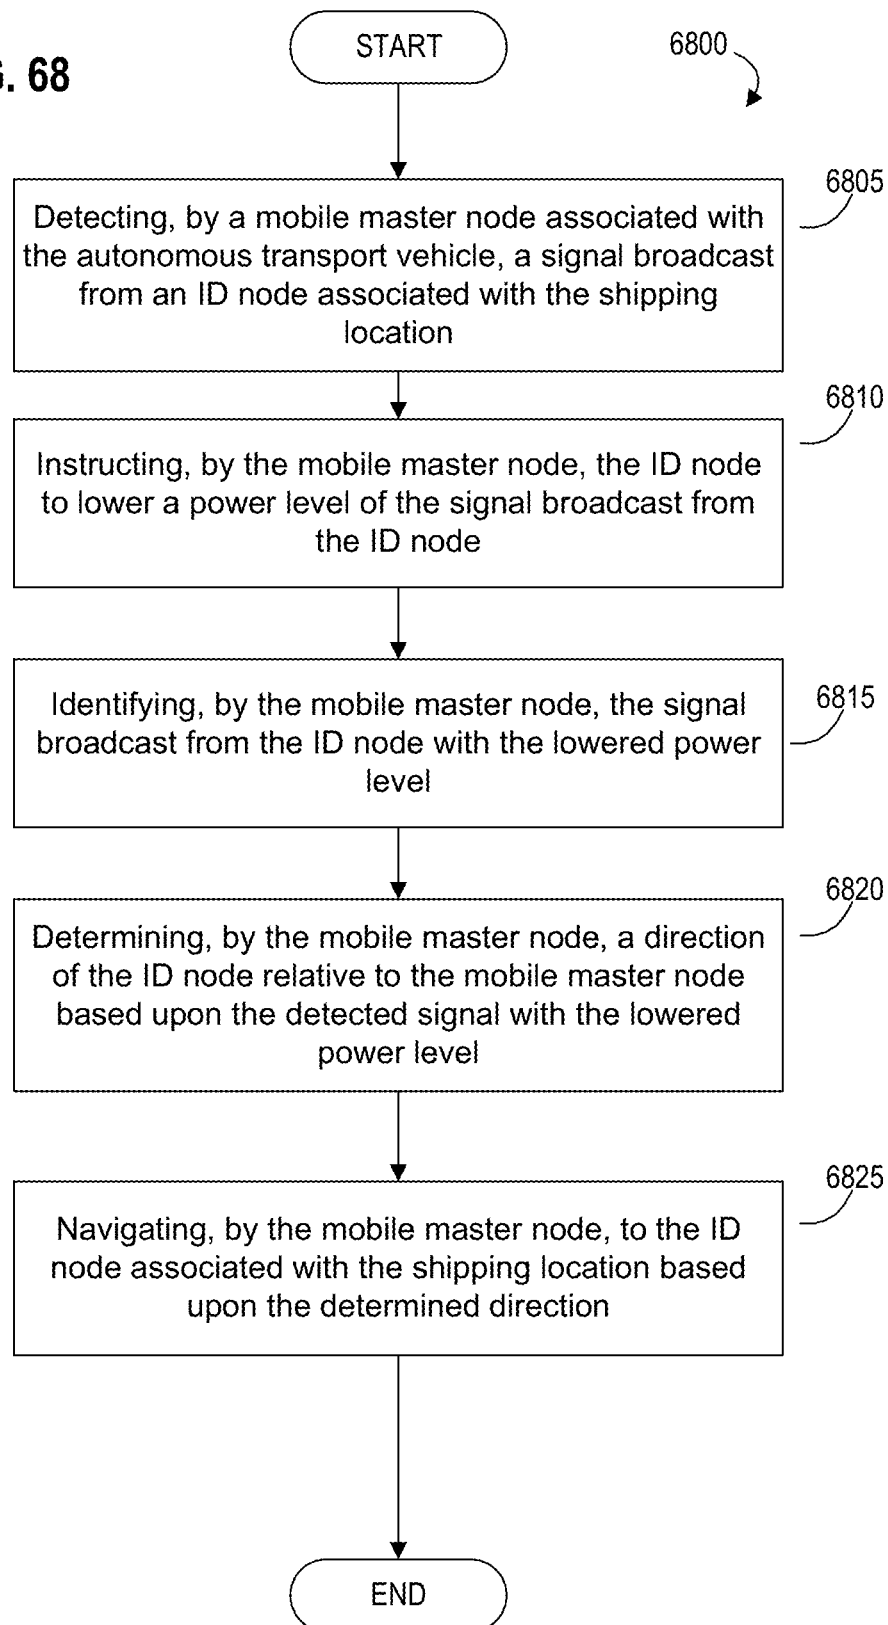 START
6800
. 68
6805
Detecting, by a mobile master node associated with
the autonomous transport vehicle, a signal broadcast
from an ID node associated with the shipping
location
6810
Instructing, by the mobile master node, the ID node
to lower a power level of the signal broadcast from
the ID node
6815
Identifying, by the mobile master node, the signal
broadcast from the ID node with the lowered power
level
6820
Determining, by the mobile master node, a direction
of the ID node relative to the mobile master node
based upon the detected signal with the lowered
power level
6825
Navigating, by the mobile master node, to the ID
node associated with the shipping location based
upon the determined direction
END